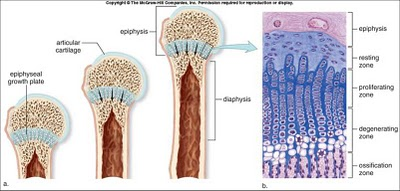 Copyright © The McGraw-Hill Companies, Inc. Permission required for reproduction or display.
epiphysis
articular
cartilage
epiphyseal
growth plate
diaphysis
epiphysis
resting
zone
proliferating
zone
degenerating
zone
ossification
zone
a.
b.